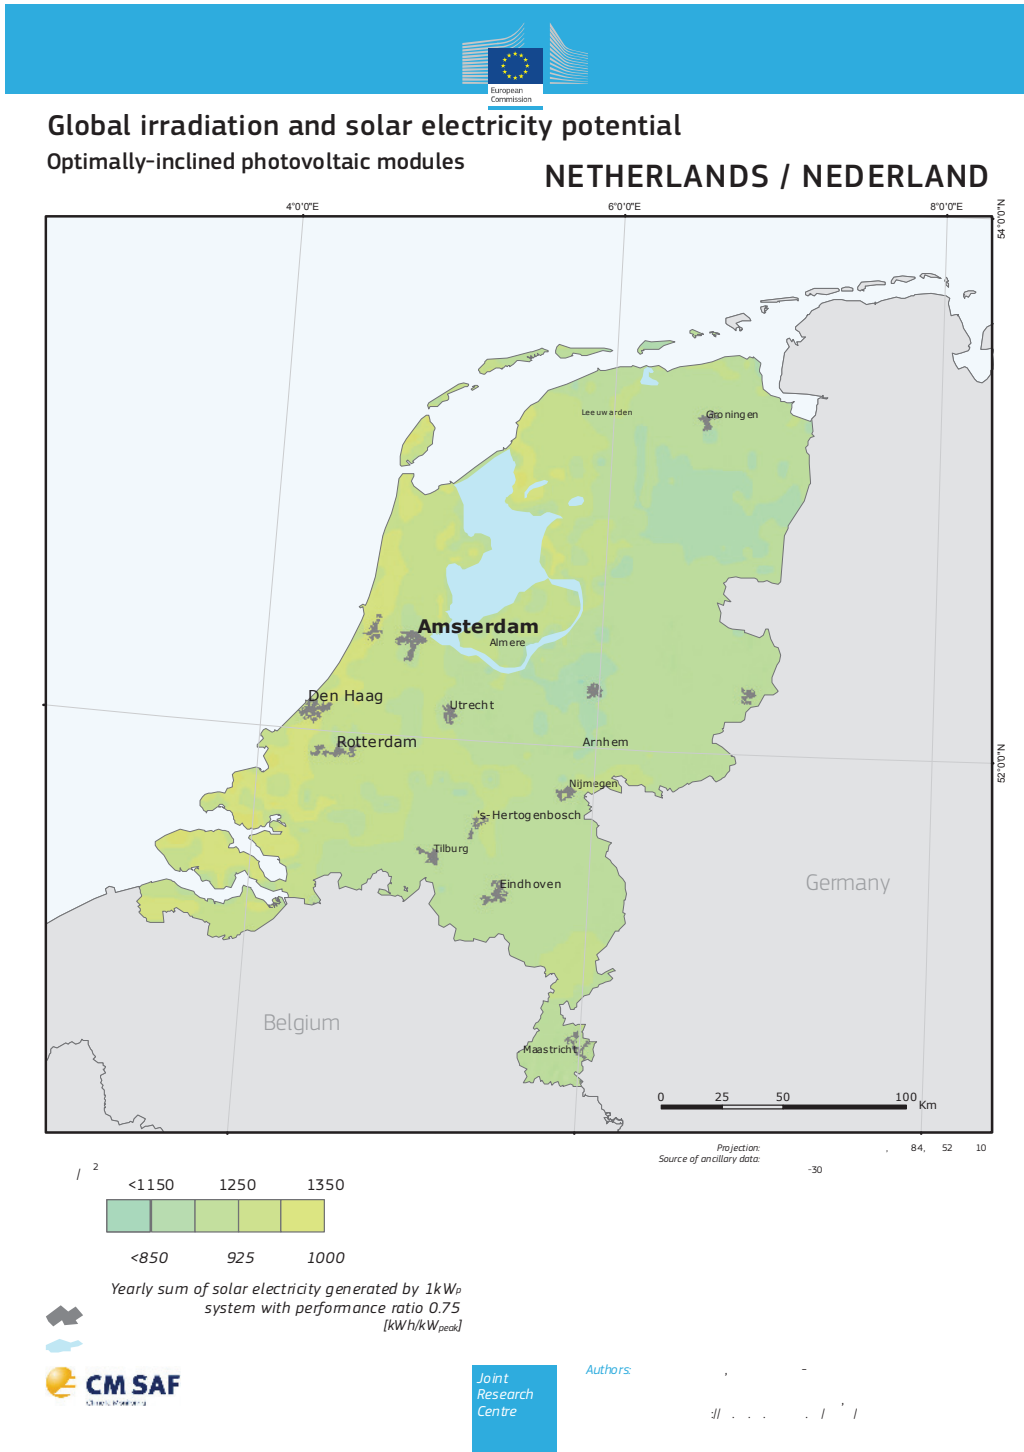 European
Commission
Global irradiation and solar electricity potential
Optimally-inclined photovoltaic modules
NETHERLANDS / NEDERLAND
4°0'0"E
6°0'0"E
8°0'0"E
54°0'0"N
Leeuwarden
Groningen
Amsterdam
Almere
Den Haag
Utrecht
Rotterdam
Arnhem
52°0'0"N
Nijmegen
's-Hertogenbosch
Tilburg
Eindhoven
Germany
Belgium
Maastricht
0 25 50 100 Km
Projection: , 84, 52 10
Source of ancillary data:
-30
/ 2
<1150 1250 1350
<850 925 1000
Yearly sum of solar electricity generated by 1kWp
system with performance ratio 0.75
[kWh/kWpeak]
CM SAF
Climate Monitoring
Joint
Research
Centre
Authors: , –
:// . . . . / ' /